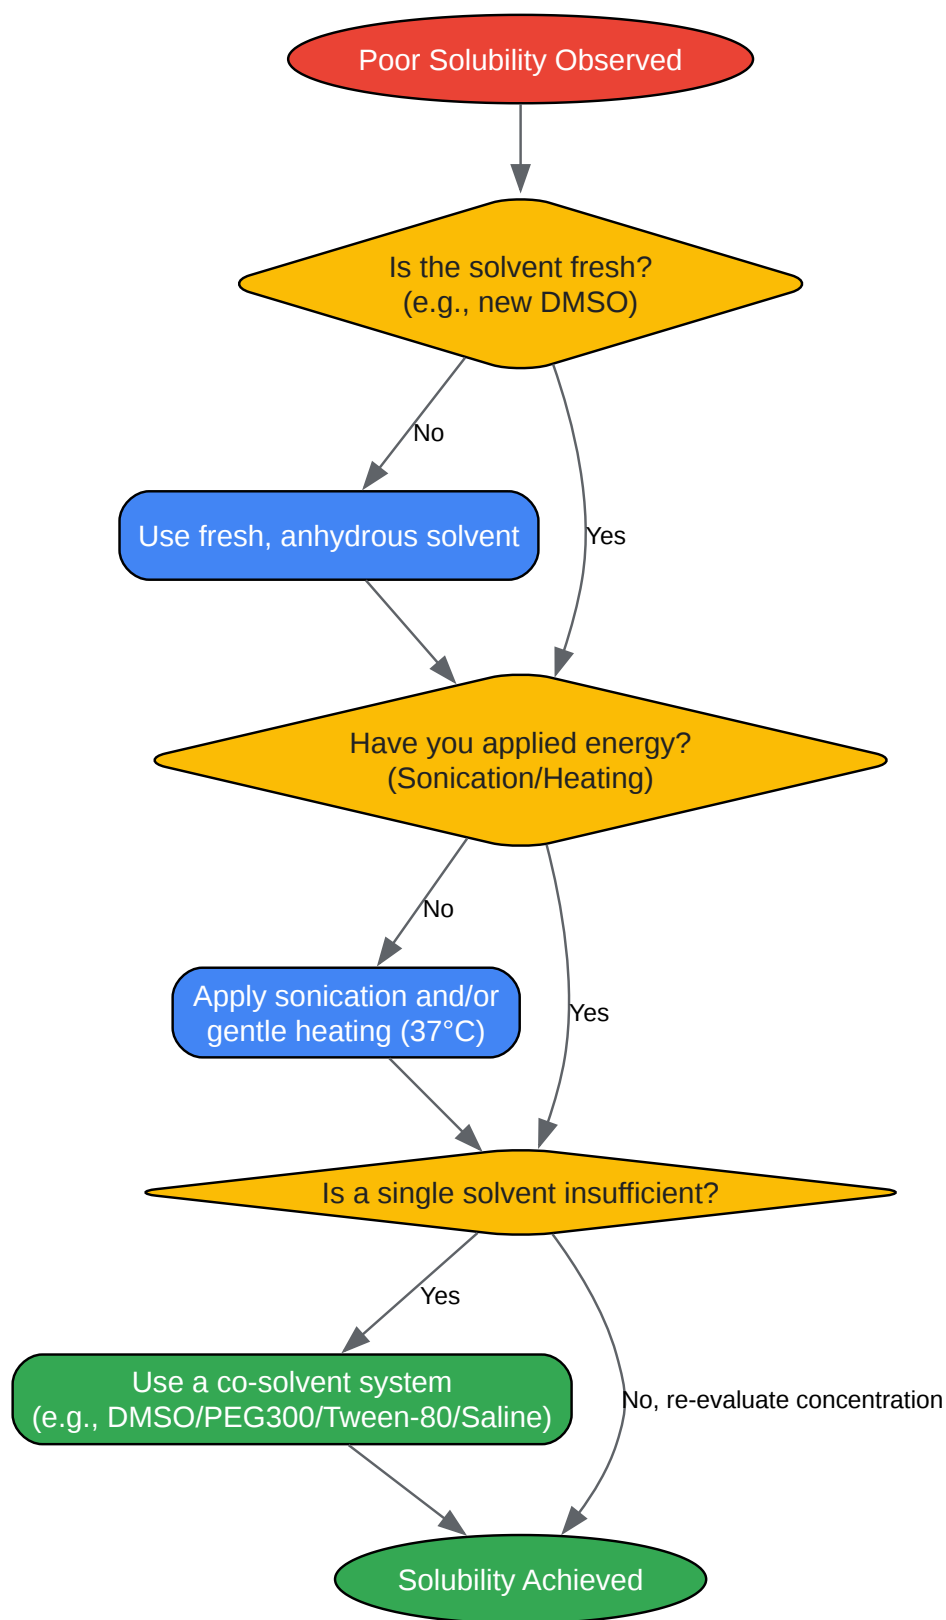 Poor Solubility Observed
Is the solvent fresh?
(e.g., new DMSO)
No
Use fresh, anhydrous solvent
Yes
Have you applied energy?
(Sonication/Heating)
No
Apply sonication and/or
gentle heating (37°C)
Yes
Is a single solvent insufficient?
Yes
Use a co-solvent system
(e.g., DMSO/PEG300/Tween-80/Saline)
No, re-evaluate concentration
Solubility Achieved